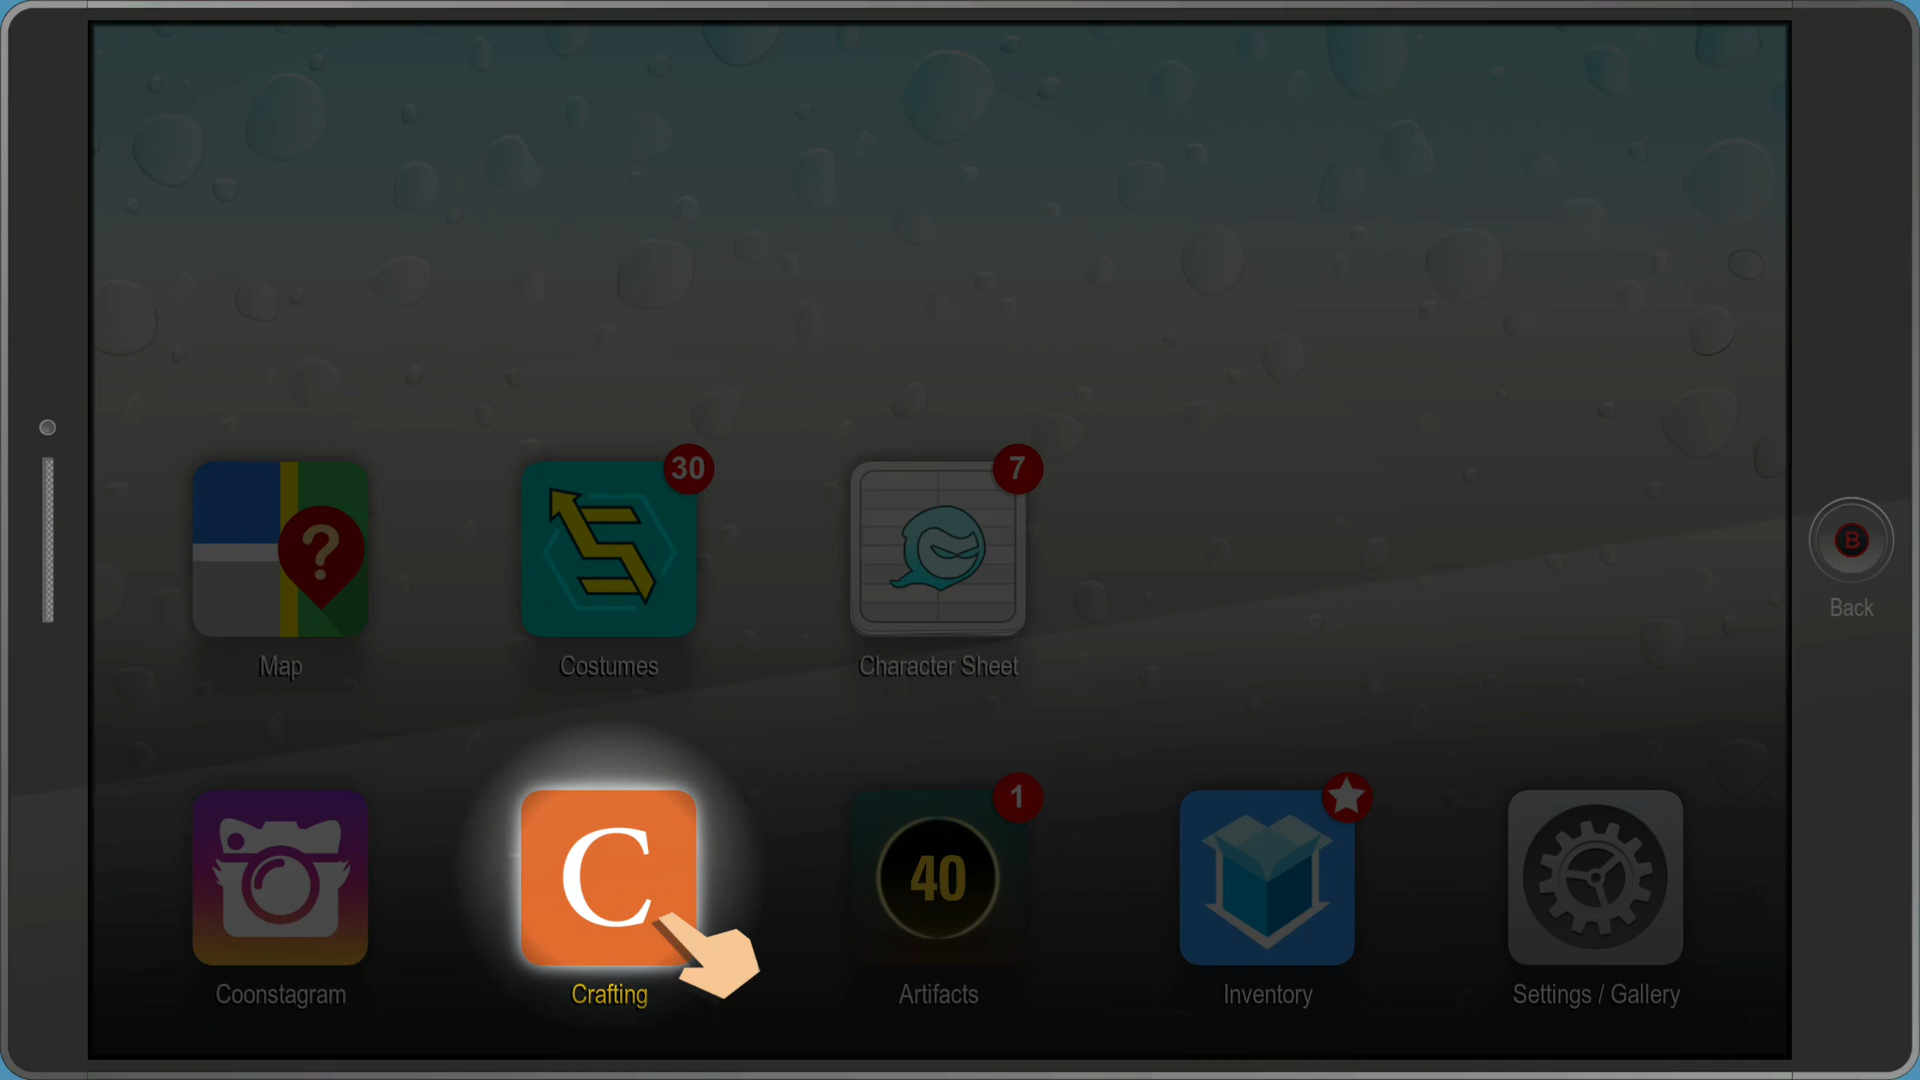 30
7
?
B
Map
Costumes
Character Sheet
Back
1
C
40
Coonstagram
Crafting
Artifacts
Inventory
Settings / Gallery